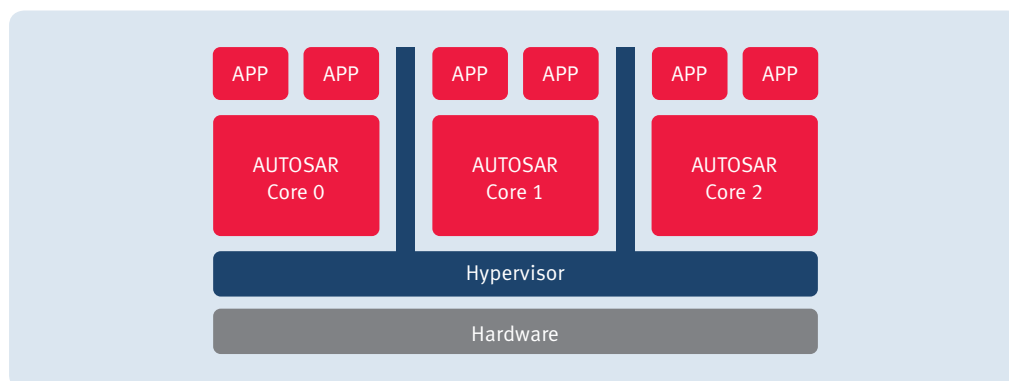 APP
APP
APP
APP
APP
APP
AUTOSAR
Core 0
AUTOSAR
Core 1
AUTOSAR
Core 2
Hypervisor
Hardware